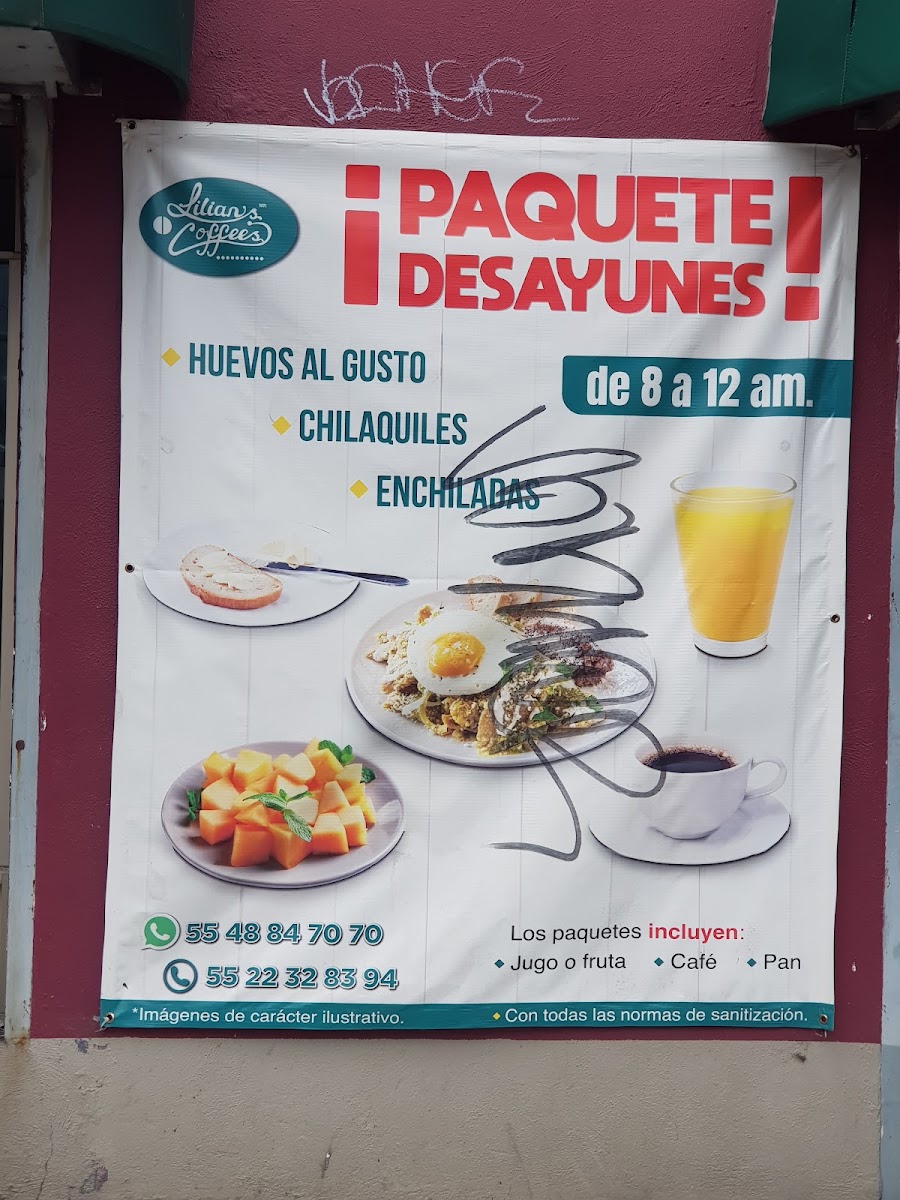 Lilian's
Coffees
¡PAQUETE
DESAYUNES!
HUEVOS AL GUSTO
de 8 a 12 am.
CHILAQUILES
ENCHILADAS
55 48 84 70 70
55 22 32 83 94
Los paquetes incluyen:
Jugo o fruta Café Pan
*Imágenes de carácter ilustrativo.
Con todas las normas de sanitización.